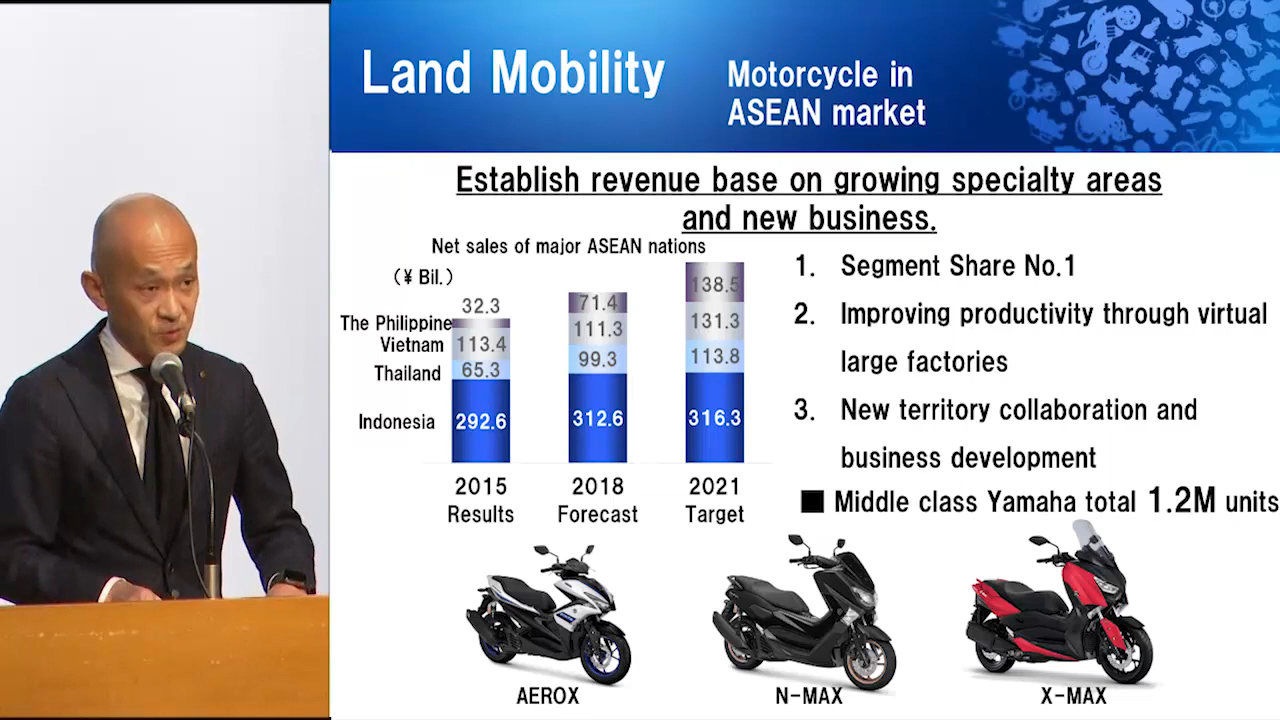 Land Mobility
Motorcycle in
ASEAN market
Establish revenue base on growing specialty areas
and new business.
Net sales of major ASEAN nations
(¥ Bil.)
32.3
71.4
138.5
The Philippine
113.4
111.3
131.3
Vietnam
65.3
99.3
113.8
Thailand
Indonesia
292.6
312.6
316.3
2015
Results
2018
Forecast
2021
Target
1. Segment Share No.1
2. Improving productivity through virtual
large factories
3. New territory collaboration and
business development
■ Middle class Yamaha total 1.2M units
AEROX
N-MAX
X-MAX